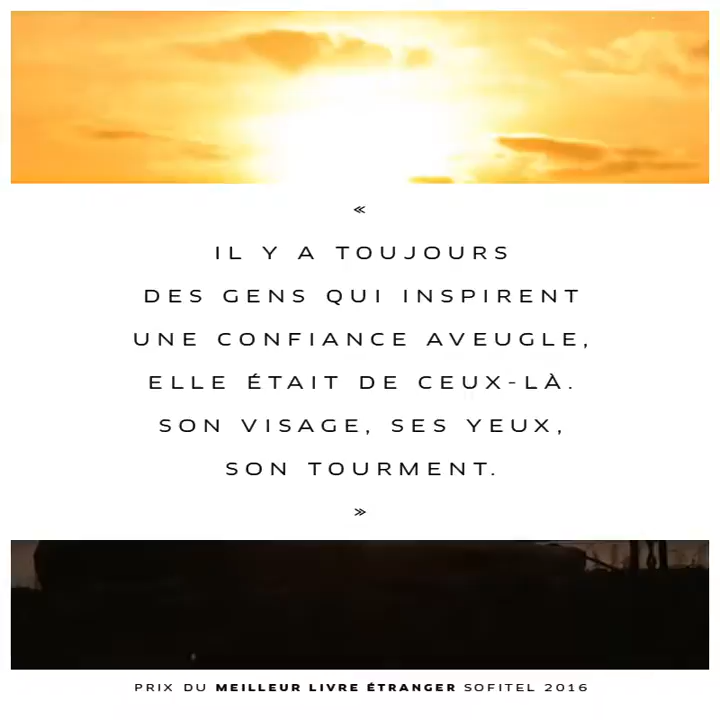 «
IL Y A TOUJOURS
DES GENS QUI INSPIRENT
UNE CONFIANCE AVEUGLE,
ELLE ÉTAIT DE CEUX-LÀ.
SON VISAGE, SES YEUX,
SON TOURMENT.
»
PRIX DU MEILLEUR LIVRE ÉTRANGER SOFITEL 2016